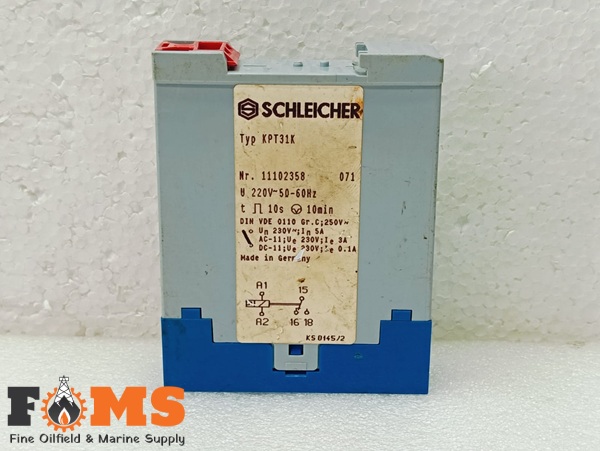 SCHLEICHER
Typ KPT31K
Nr. 11102358 071
U 220V~50-60Hz
t 10s 10min
DIN VDE 0110 Gr.C;250V~
Un 230V~;In 5A
AC-11;Ue 230V;Ie 3A
DC-11;Ue 230V;Ie 0.1A
Made in Germany
A1
15
A2 16 18
KS 0145/2
FOMS
Fine Oilfield & Marine Supply